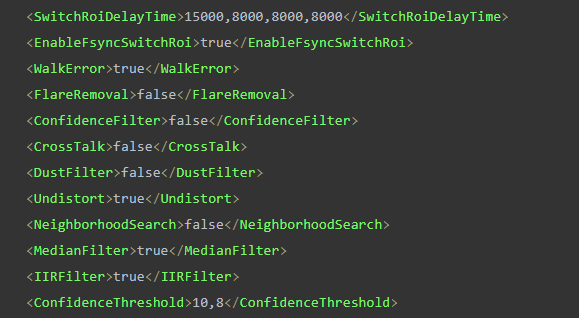 <SwitchRoiDelayTime>15000,8000,8000,8000</SwitchRoiDelayTime>
<EnableFsyncSwitchRoi>true</EnableFsyncSwitchRoi>
<WalkError>true</WalkError>
<FlareRemoval>false</FlareRemoval>
<ConfidenceFilter>false</ConfidenceFilter>
<CrossTalk>false</CrossTalk>
<DustFilter>false</DustFilter>
<Undistort>true</Undistort>
<NeighborhoodSearch>false</NeighborhoodSearch>
<MedianFilter>true</MedianFilter>
<IIRFilter>true</IIRFilter>
<ConfidenceThreshold>10,8</ConfidenceThreshold>